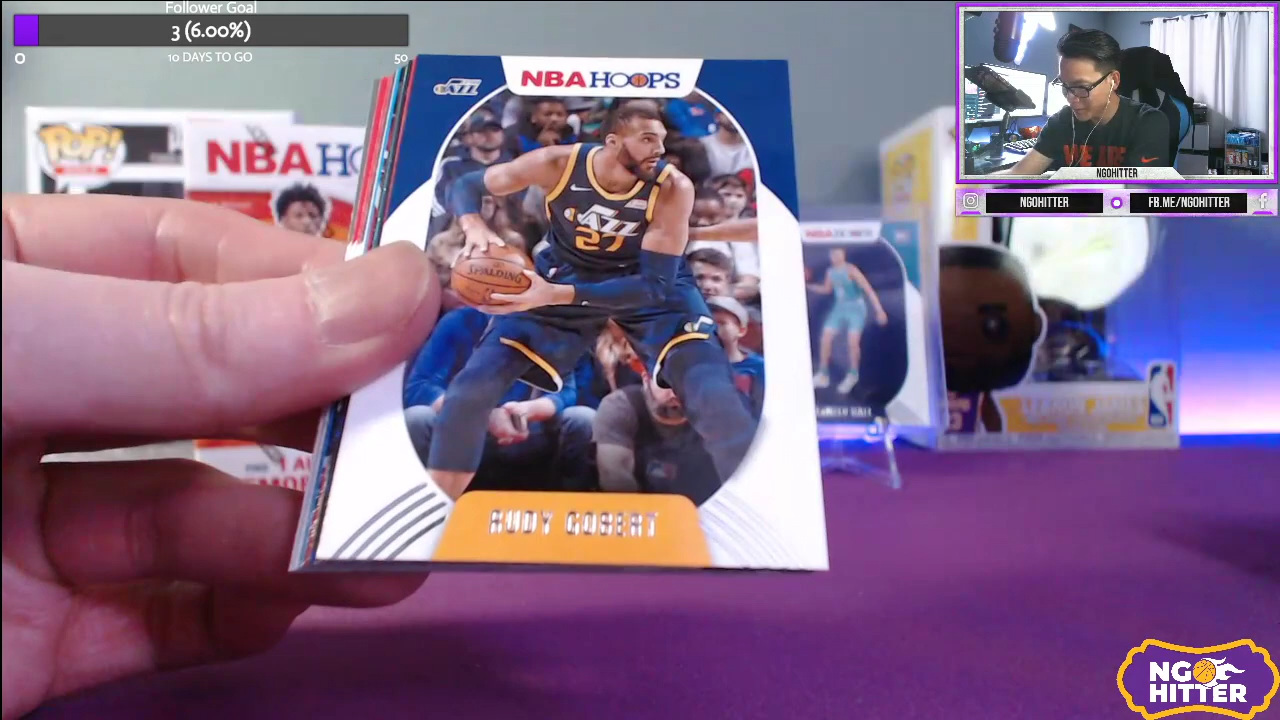 Follower Goal
3 (6.00%)
0
10 DAYS TO GO
50
NGOHITTER
NGOHITTER
FB.ME/NGOHITTER
POP!
NBA HO
JAZZ
NBA HOOPS
JAZZ
27
SPALDING
RUDY GOBERT
NGO
HITTER